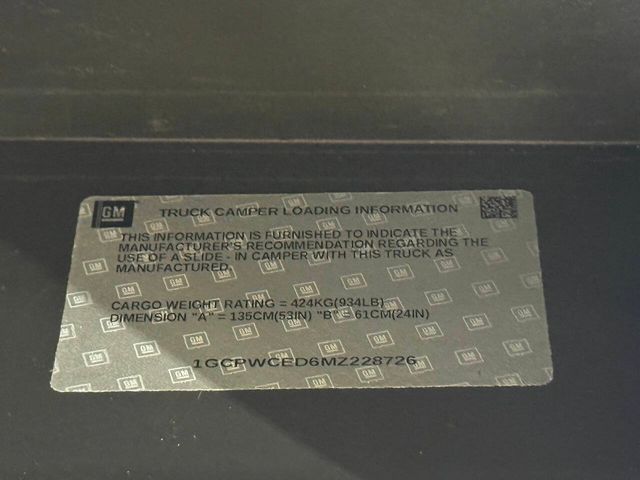 GM
TRUCK CAMPER LOADING INFORMATION
THIS INFORMATION IS FURNISHED TO INDICATE THE
MANUFACTURER'S RECOMMENDATION REGARDING THE
USE OF A SLIDE - IN CAMPER WITH THIS TRUCK AS
MANUFACTURED
CARGO WEIGHT RATING = 424KG(934LB)
DIMENSION "A" = 135CM(53IN) "B" = 61CM(24IN)
1GCPWCED6MZ228726